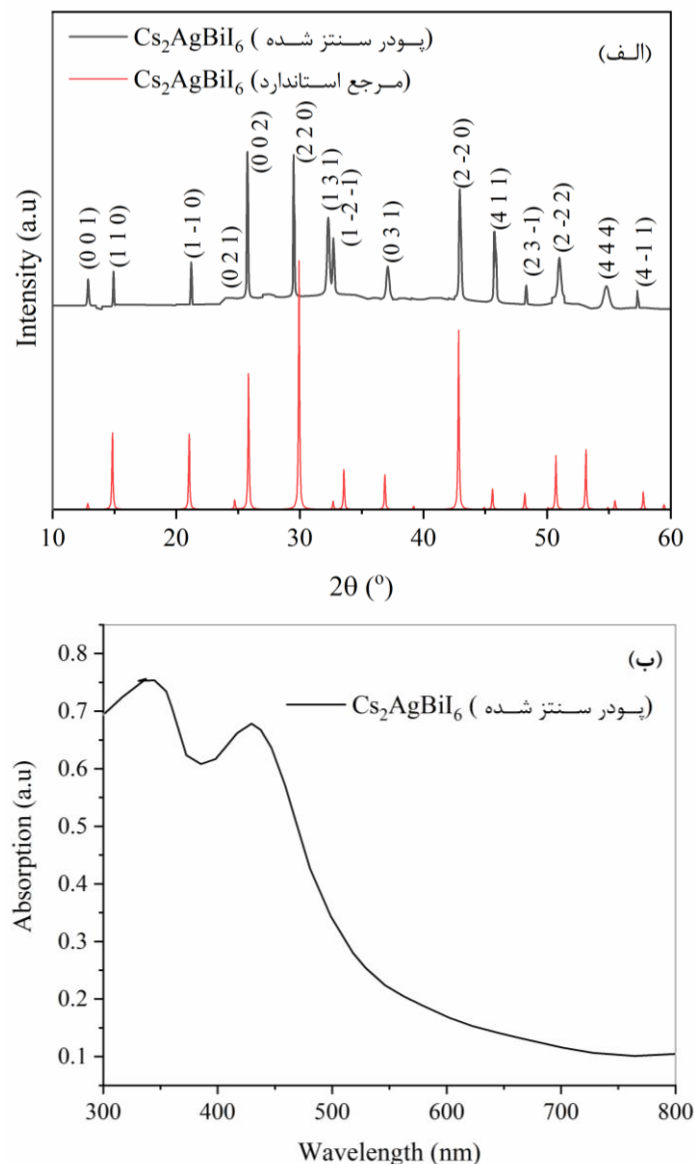 Cs₂AgBiI₆ (پودر سنتز شده)
(الف)
Cs₂AgBiI₆ (مرجع استاندارد)
Intensity (a.u)
(0 0 1)
(1 1 0)
(1 -1 0)
(0 2 1)
(0 0 2)
(2 2 0)
(1 3 1)
(1 -2 -1)
(0 3 1)
(2 -2 0)
(4 1 1)
(2 3 -1)
(2 -2 2)
(4 4 4)
(4 -1 1)
10 20 30 40 50 60
2θ (°)
(ب)
Cs₂AgBiI₆ (پودر سنتز شده)
Absorption (a.u)
0.8
0.7
0.6
0.5
0.4
0.3
0.2
0.1
300 400 500 600 700 800
Wavelength (nm)